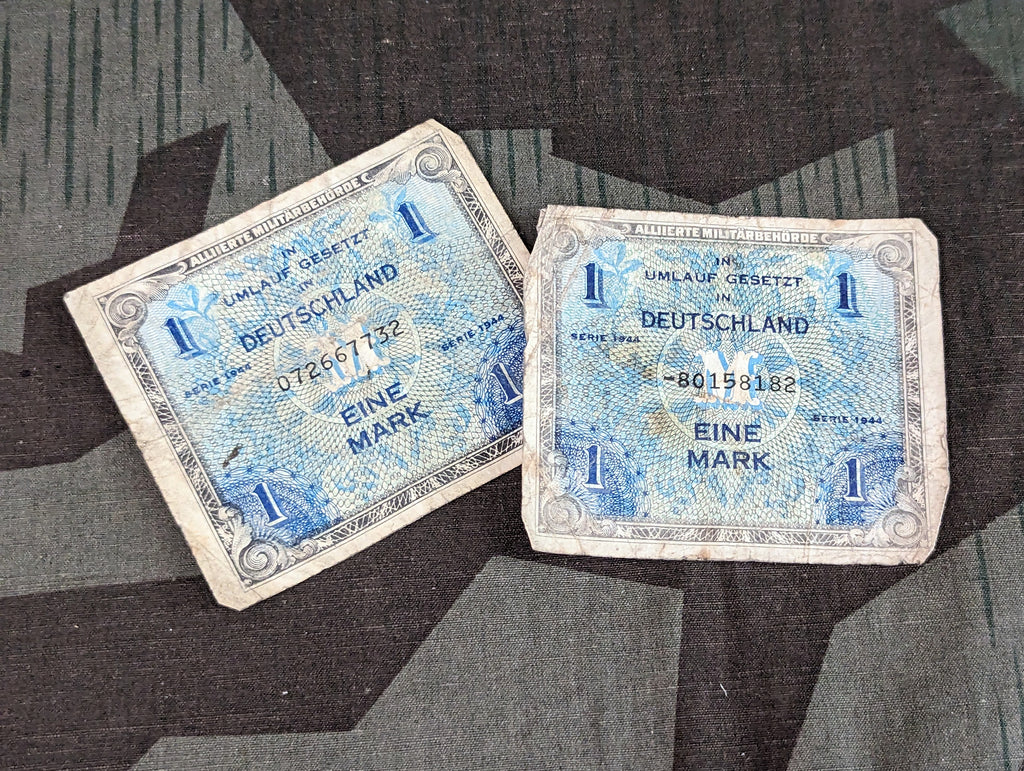 ALLIIERTE MILITÄRBEHÖRDE
IN
UMLAUF GESETZT
IN
DEUTSCHLAND
1
1
SERIE 1944
SERIE 1944
072667732
EINE
MARK
1
1
ALLIIERTE MILITÄRBEHÖRDE
IN
UMLAUF GESETZT
IN
DEUTSCHLAND
1
1
SERIE 1944
-80158182
M
SERIE 1944
EINE
MARK
1
1